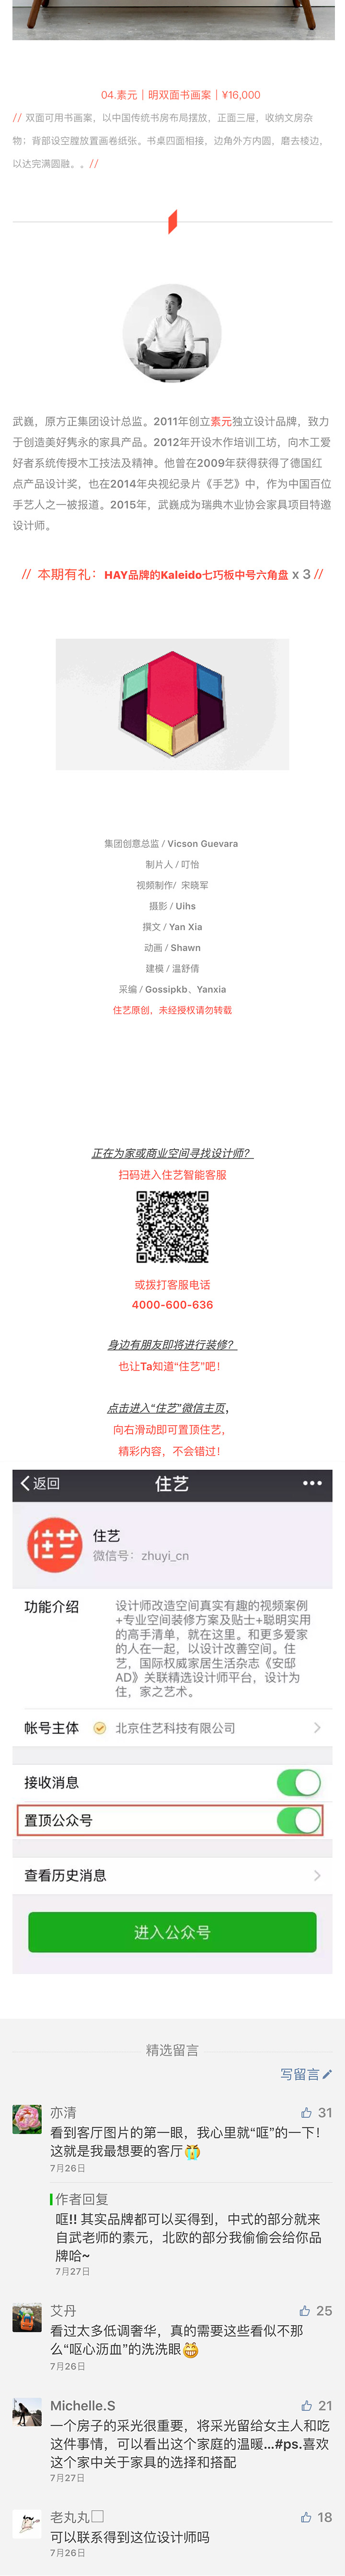 04.素元｜明双面书画案｜¥16,000
// 双面可用书画案，以中国传统书房布局摆放，正面三屉，收纳文房杂
物；背部设空膛放置画卷纸张。书桌四面相接，边角外方内圆，磨去棱边，
以达完满圆融。。//
武巍，原方正集团设计总监。2011年创立素元独立设计品牌，致力
于创造美好隽永的家具产品。2012年开设木作培训工坊，向木工爱
好者系统传授木工技法及精神。他曾在2009年获得获得了德国红
点产品设计奖，也在2014年央视纪录片《手艺》中，作为中国百位
手艺人之一被报道。2015年，武巍成为瑞典木业协会家具项目特邀
设计师。
// 本期有礼：HAY品牌的Kaleido七巧板中号六角盘 x 3 //
集团创意总监 / Vicson Guevara
制片人 / 叮怡
视频制作/ 宋晓军
摄影 / Uihs
撰文 / Yan Xia
动画 / Shawn
建模 / 温舒倩
采编 / Gossipkb、Yanxia
住艺原创，未经授权请勿转载
正在为家或商业空间寻找设计师？
扫码进入住艺智能客服
或拨打客服电话
4000-600-636
身边有朋友即将进行装修？
也让Ta知道“住艺”吧！
点击进入“住艺”微信主页，
向右滑动即可置顶住艺，
精彩内容，不会错过！
返回 住艺
住艺
住艺
微信号：zhuyi_cn
功能介绍 设计师改造空间真实有趣的视频案例
+专业空间装修方案及贴士+聪明实用
的高手清单，就在这里。和更多爱家
的人在一起，以设计改善空间。住
艺，国际权威家居生活杂志《安邸
AD》关联精选设计师平台，设计为
住，家之艺术。
帐号主体 北京住艺科技有限公司
接收消息
置顶公众号
查看历史消息
进入公众号
精选留言
写留言
亦清 31
看到客厅图片的第一眼，我心里就“哐”的一下！
这就是我最想要的客厅😭
7月26日
作者回复
哐!! 其实品牌都可以买得到，中式的部分就来
自武老师的素元，北欧的部分我偷偷会给你品
牌哈~
7月27日
艾丹 25
看过太多低调奢华，真的需要这些看似不那
么“呕心沥血”的洗洗眼😁
7月26日
Michelle.S 21
一个房子的采光很重要，将采光留给女主人和吃
这件事情，可以看出这个家庭的温暖...#ps.喜欢
这个家中关于家具的选择和搭配
7月27日
老丸丸 18
可以联系得到这位设计师吗
7月26日